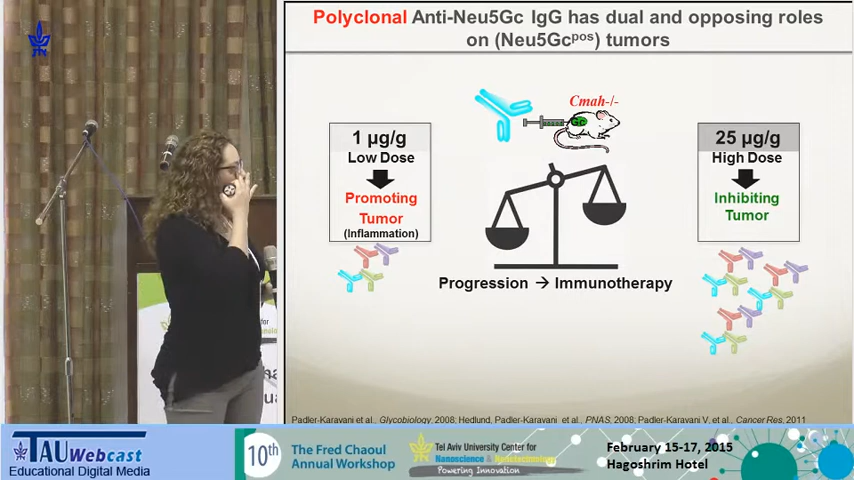 Polyclonal Anti-Neu5Gc IgG has dual and opposing roles
on (Neu5Gcᵖᵒˢ) tumors
Cmah-/-
Gc
1 µg/g
Low Dose
Promoting
Tumor
(Inflammation)
25 µg/g
High Dose
Inhibiting
Tumor
Progression → Immunotherapy
Padler-Karavani et al., Glycobiology, 2008; Hedlund, Padler-Karavani et al., PNAS, 2008; Padler-Karavani V, et al., Cancer Res, 2011
TAU Webcast
Educational Digital Media
10th
The Fred Chaoul
Annual Workshop
Tel Aviv University Center for
Nanoscience & Nanotechnology
Powering Innovation
February 15-17, 2015
Hagoshrim Hotel